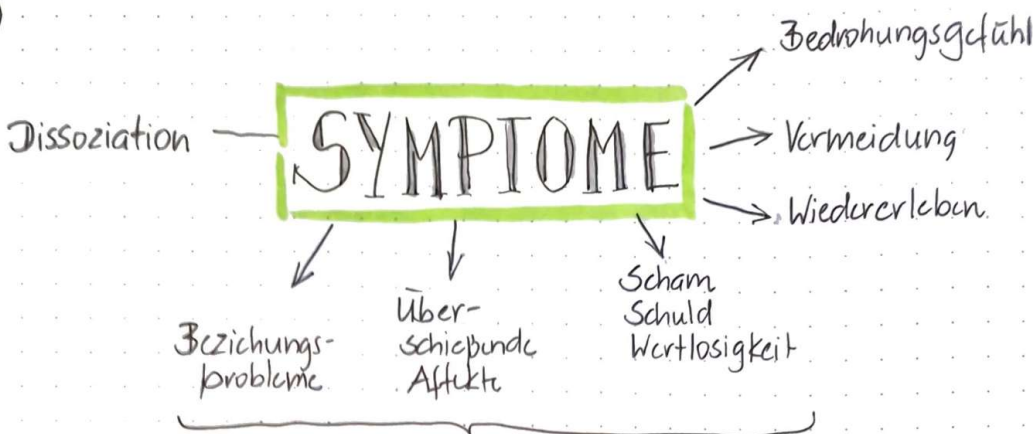 Bedrohungsgefühl
Dissoziation
SYMPTOME
Vermeidung
Wiedererleben
Beziehungs-
probleme
Über-
schießende
Affekte
Scham
Schuld
Wertlosigkeit